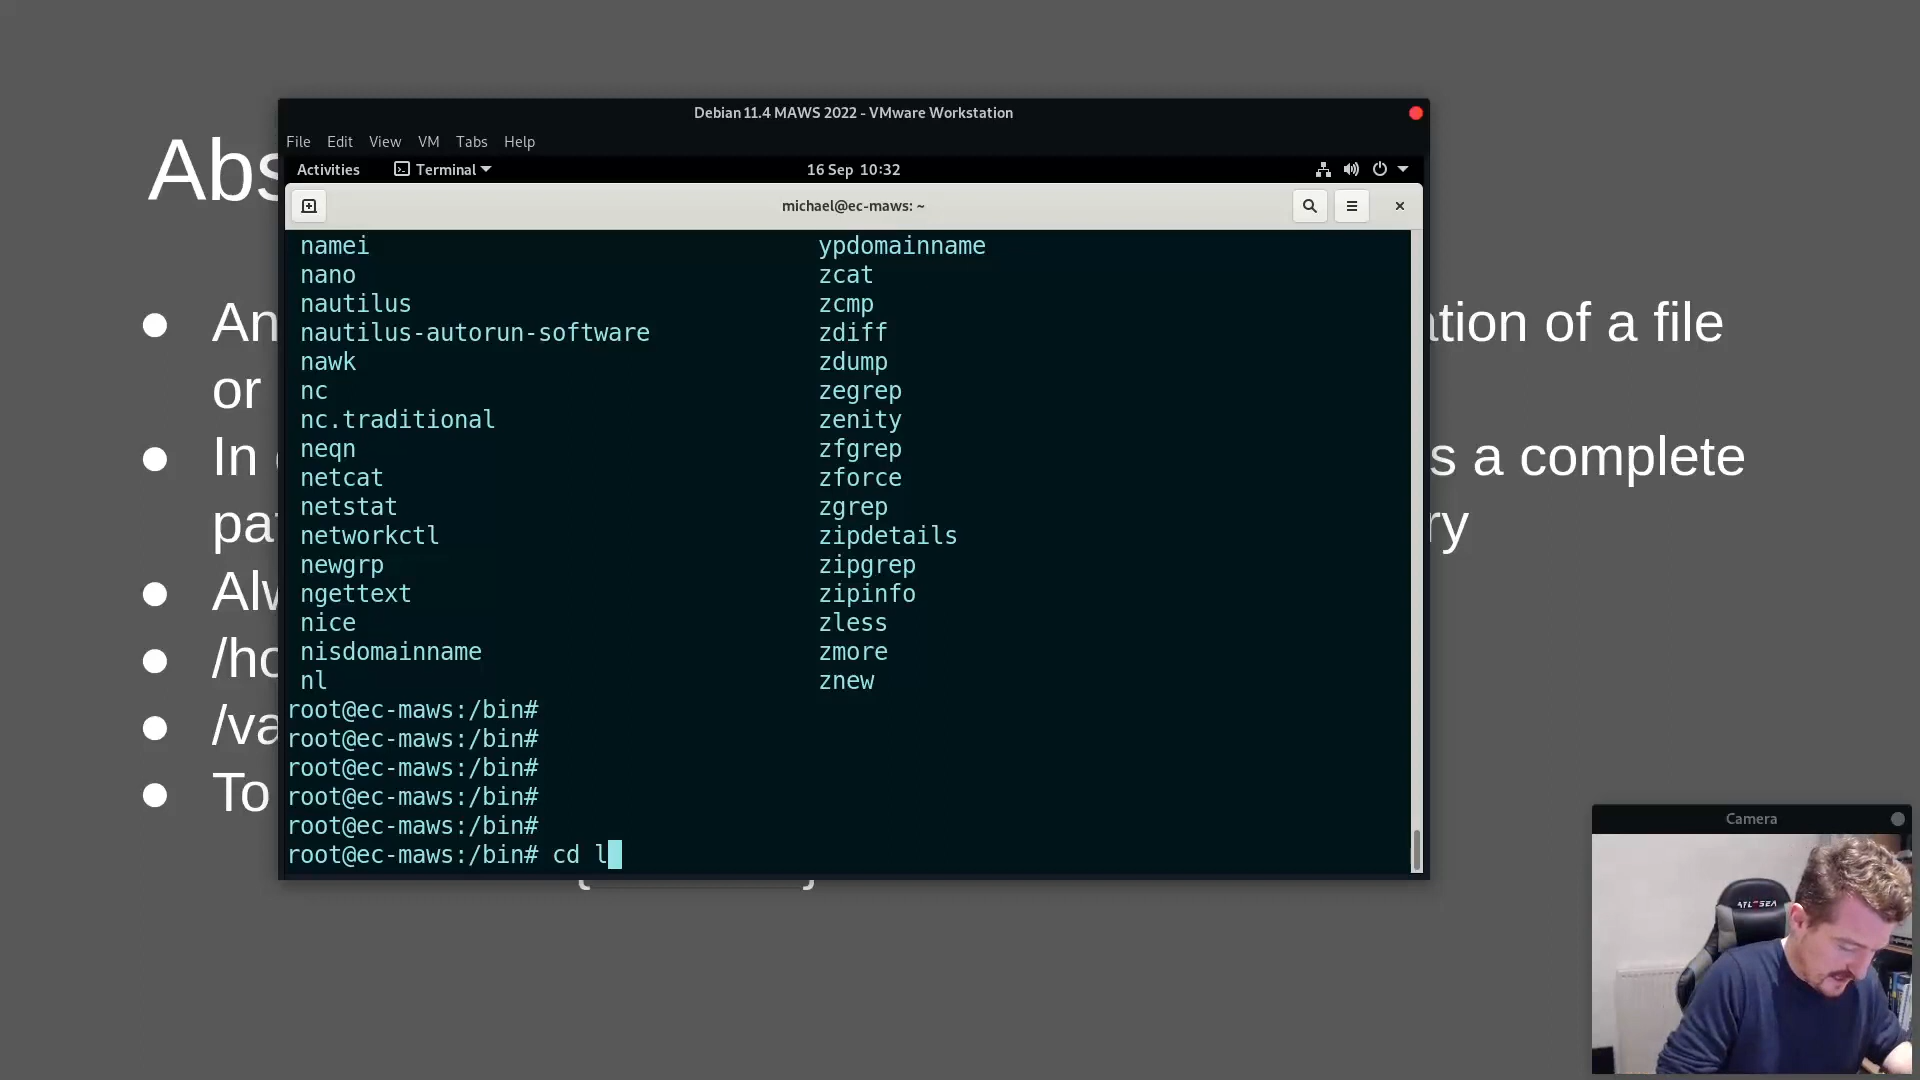 Debian 11.4 MAWS 2022 - VMware Workstation
File Edit View VM Tabs Help
Activities Terminal 16 Sep 10:32
michael@ec-maws: ~
namei ypdomainname
nano zcat
nautilus zcmp
nautilus-autorun-software zdiff
nawk zdump
nc zegrep
nc.traditional zenity
neqn zfgrep
netcat zforce
netstat zgrep
networkctl zipdetails
newgrp zipgrep
ngettext zipinfo
nice zless
nisdomainname zmore
nl znew
root@ec-maws:/bin#
root@ec-maws:/bin#
root@ec-maws:/bin#
root@ec-maws:/bin#
root@ec-maws:/bin#
root@ec-maws:/bin# cd l
Abs
● An of a file
● or
● In s a complete
● /ho
● /va
● To
Camera